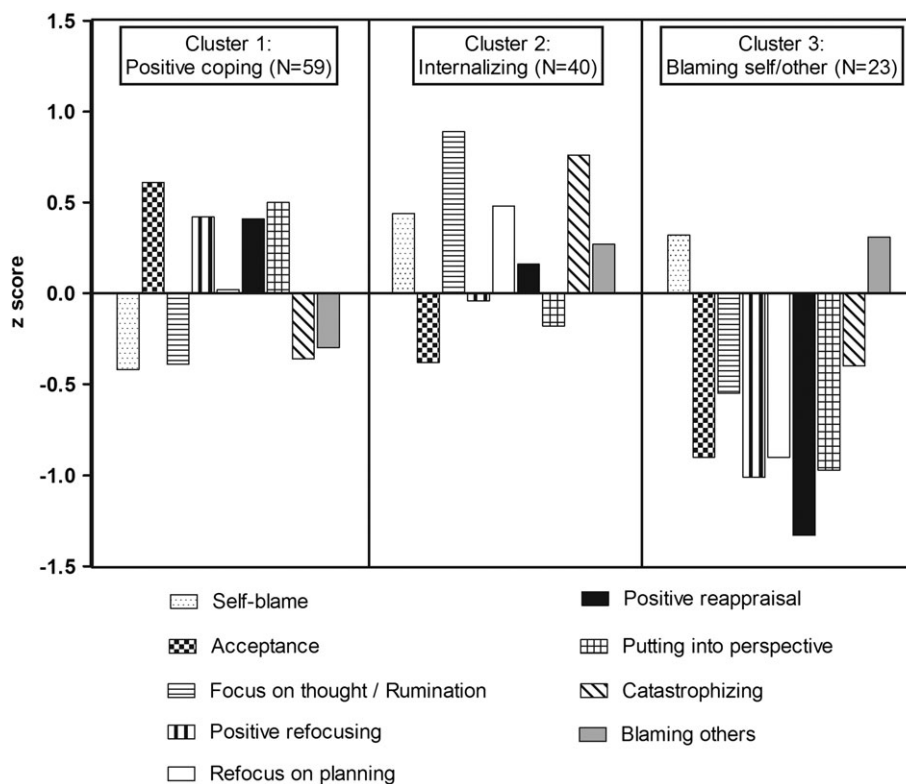 Cluster 1:
Positive coping (N=59)
Cluster 2:
Internalizing (N=40)
Cluster 3:
Blaming self/other (N=23)
1.5
1.0
0.5
0.0
-0.5
-1.0
-1.5
z score
Self-blame
Acceptance
Focus on thought / Rumination
Positive refocusing
Refocus on planning
Positive reappraisal
Putting into perspective
Catastrophizing
Blaming others